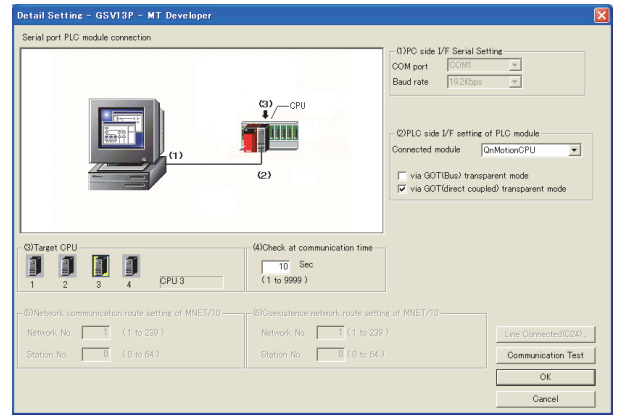 Detail Setting - GSV13P - MT Developer
Serial port PLC module connection
(3)
CPU
(1)
(2)
(1)PC side I/F Serial Setting
COM port COM1
Baud rate 19.2Kbps
(2)PLC side I/F setting of PLC module
Connected module QnMotionCPU
via GOT(Bus) transparent mode
via GOT(direct coupled) transparent mode
(3)Target CPU
1 2 3 4 CPU 3
(4)Check at communication time
10 Sec
(1 to 9999 )
(5)Network communication route setting of MNET/10
Network No. 1 (1 to 239 )
Station No. 0 (0 to 64 )
(6)Coexistence network route setting of MNET/10
Network No. 1 (1 to 239 )
Station No. 0 (0 to 64 )
Line Connected(C24)...
Communication Test
OK
Cancel